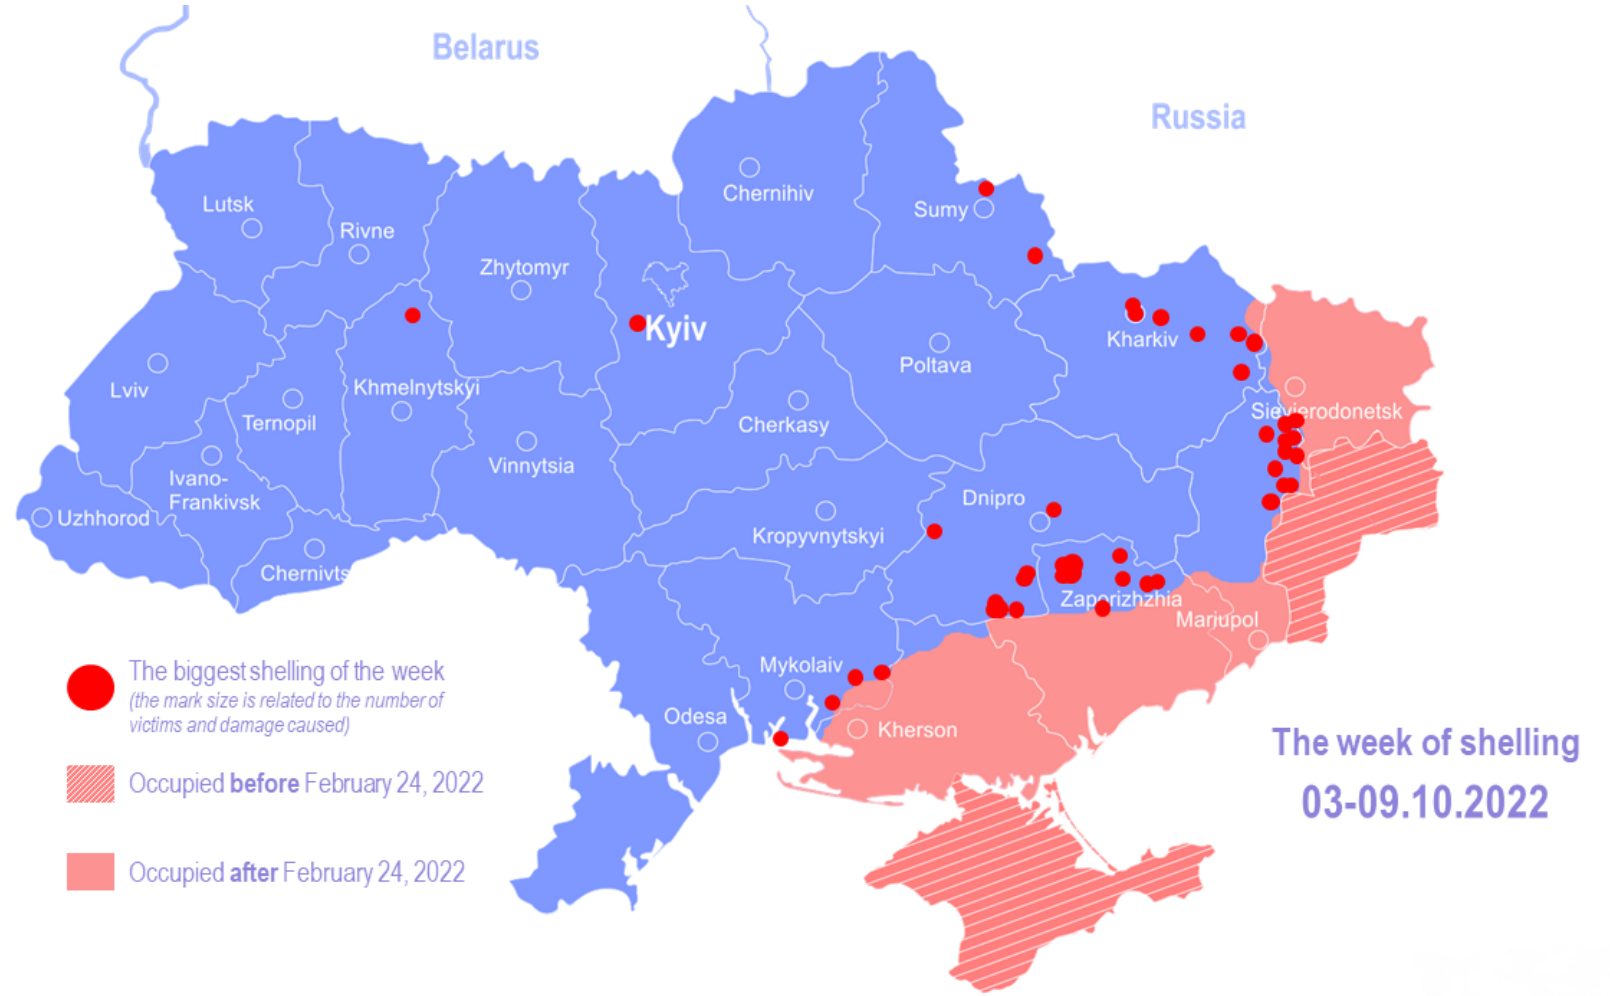 Belarus
Russia
Chernihiv
Lutsk
Sumy
Rivne
Zhytomyr
Kyiv
Kharkiv
Poltava
Lviv
Khmelnytskyi
Sievierodonetsk
Ternopil
Cherkasy
Vinnytsia
Ivano-
Frankivsk
Dnipro
Uzhhorod
Kropyvnytskyi
Chernivts
Zaporizhzhia
Mariupol
Mykolaiv
Odesa
Kherson
The biggest shelling of the week
(the mark size is related to the number of
victims and damage caused)
Occupied before February 24, 2022
Occupied after February 24, 2022
The week of shelling
03-09.10.2022